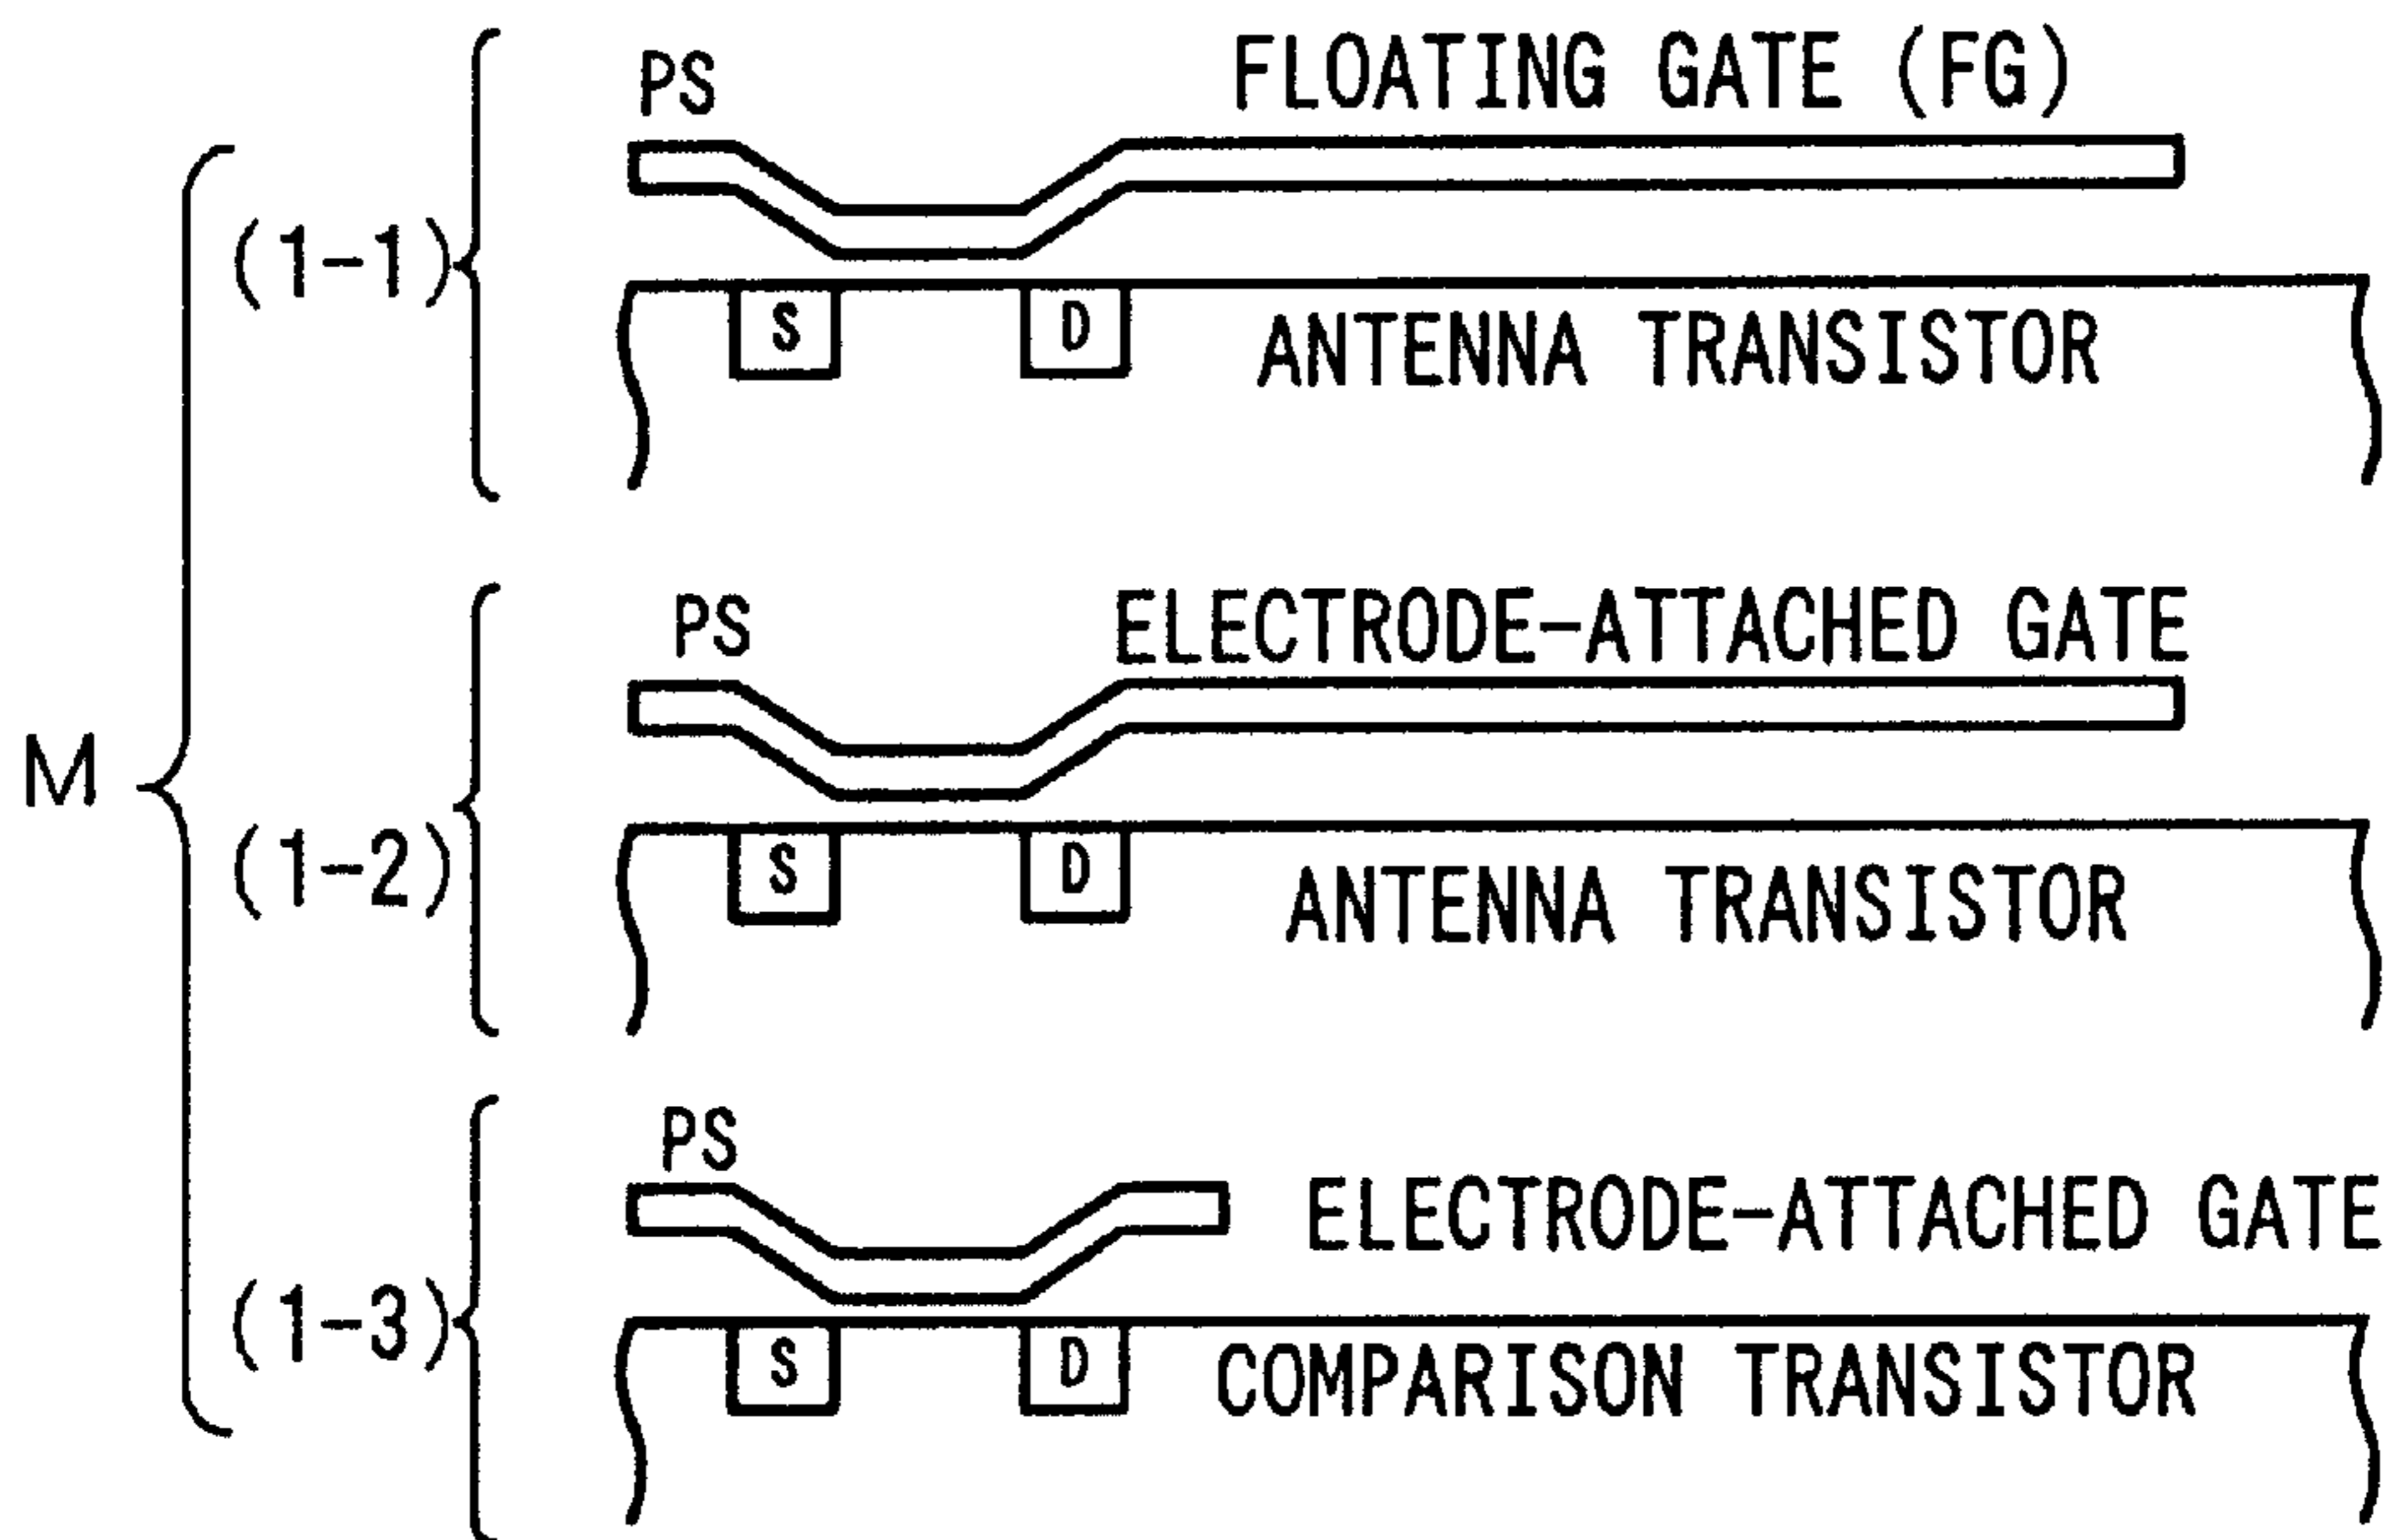 PS
FLOATING GATE (FG)
(1-1)
S
D
ANTENNA TRANSISTOR
PS
ELECTRODE-ATTACHED GATE
M
(1-2)
S
D
ANTENNA TRANSISTOR
PS
ELECTRODE-ATTACHED GATE
(1-3)
S
D
COMPARISON TRANSISTOR